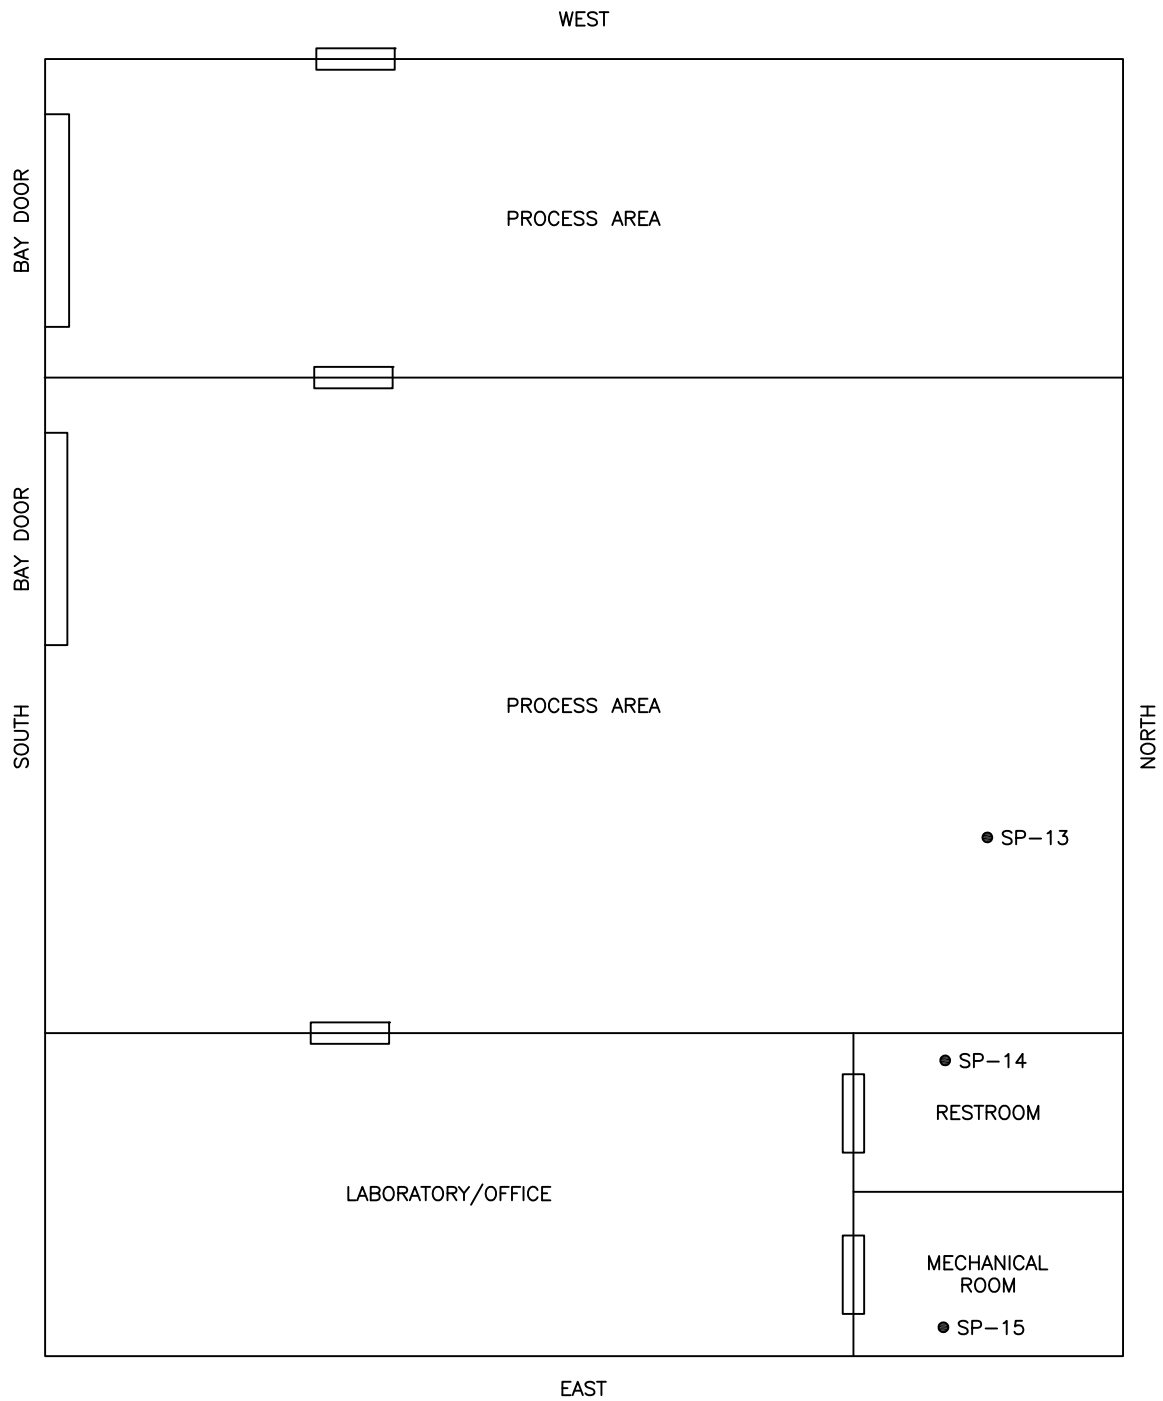 WEST
BAY DOOR
PROCESS AREA
BAY DOOR
PROCESS AREA
SOUTH
NORTH
SP-13
SP-14
RESTROOM
LABORATORY/OFFICE
MECHANICAL
ROOM
SP-15
EAST